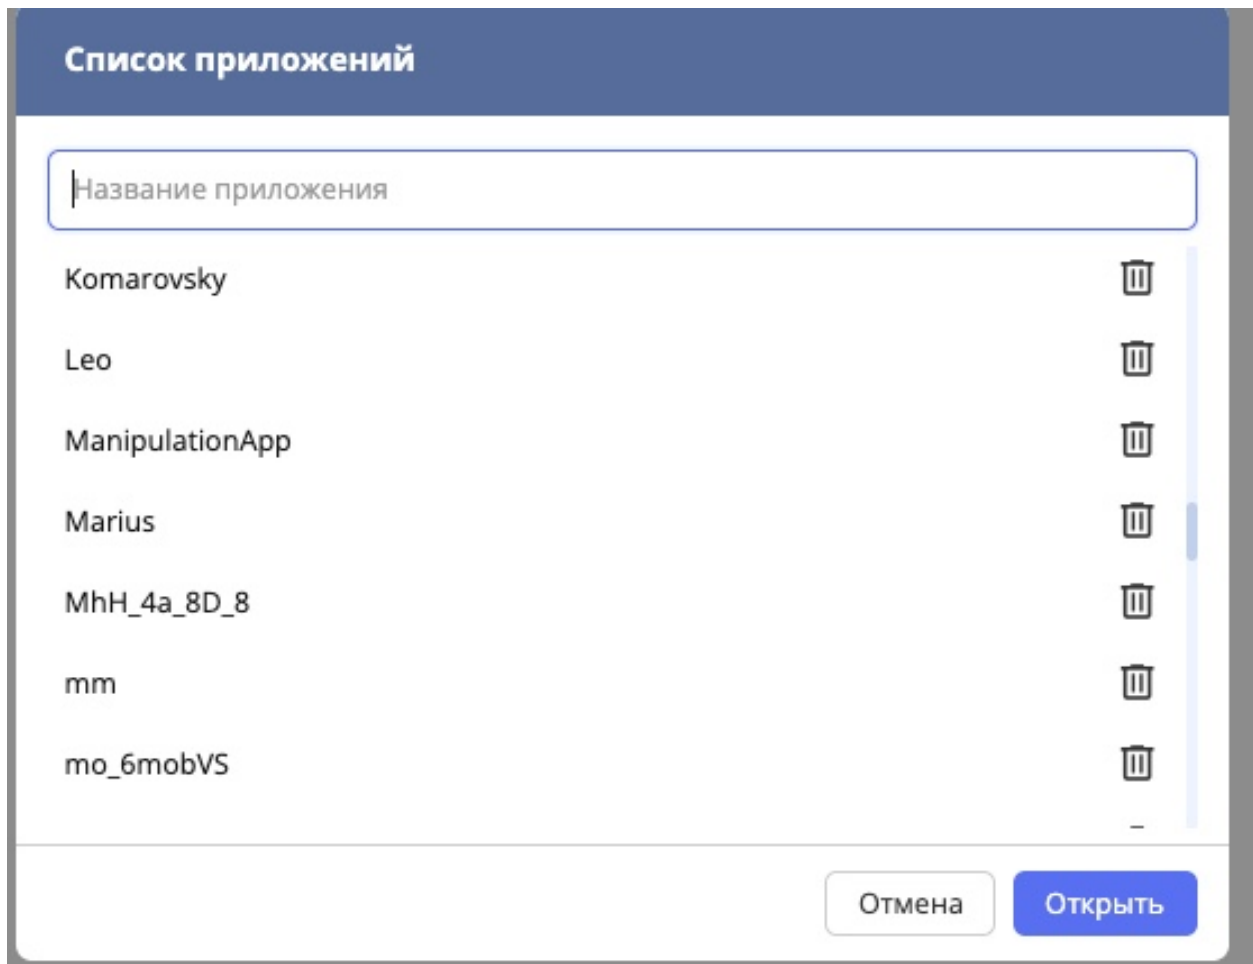 Список приложений
Название приложения
Komarovsky
Leo
ManipulationApp
Marius
MhH_4a_8D_8
mm
mo_6mobVS
Отмена
Открыть